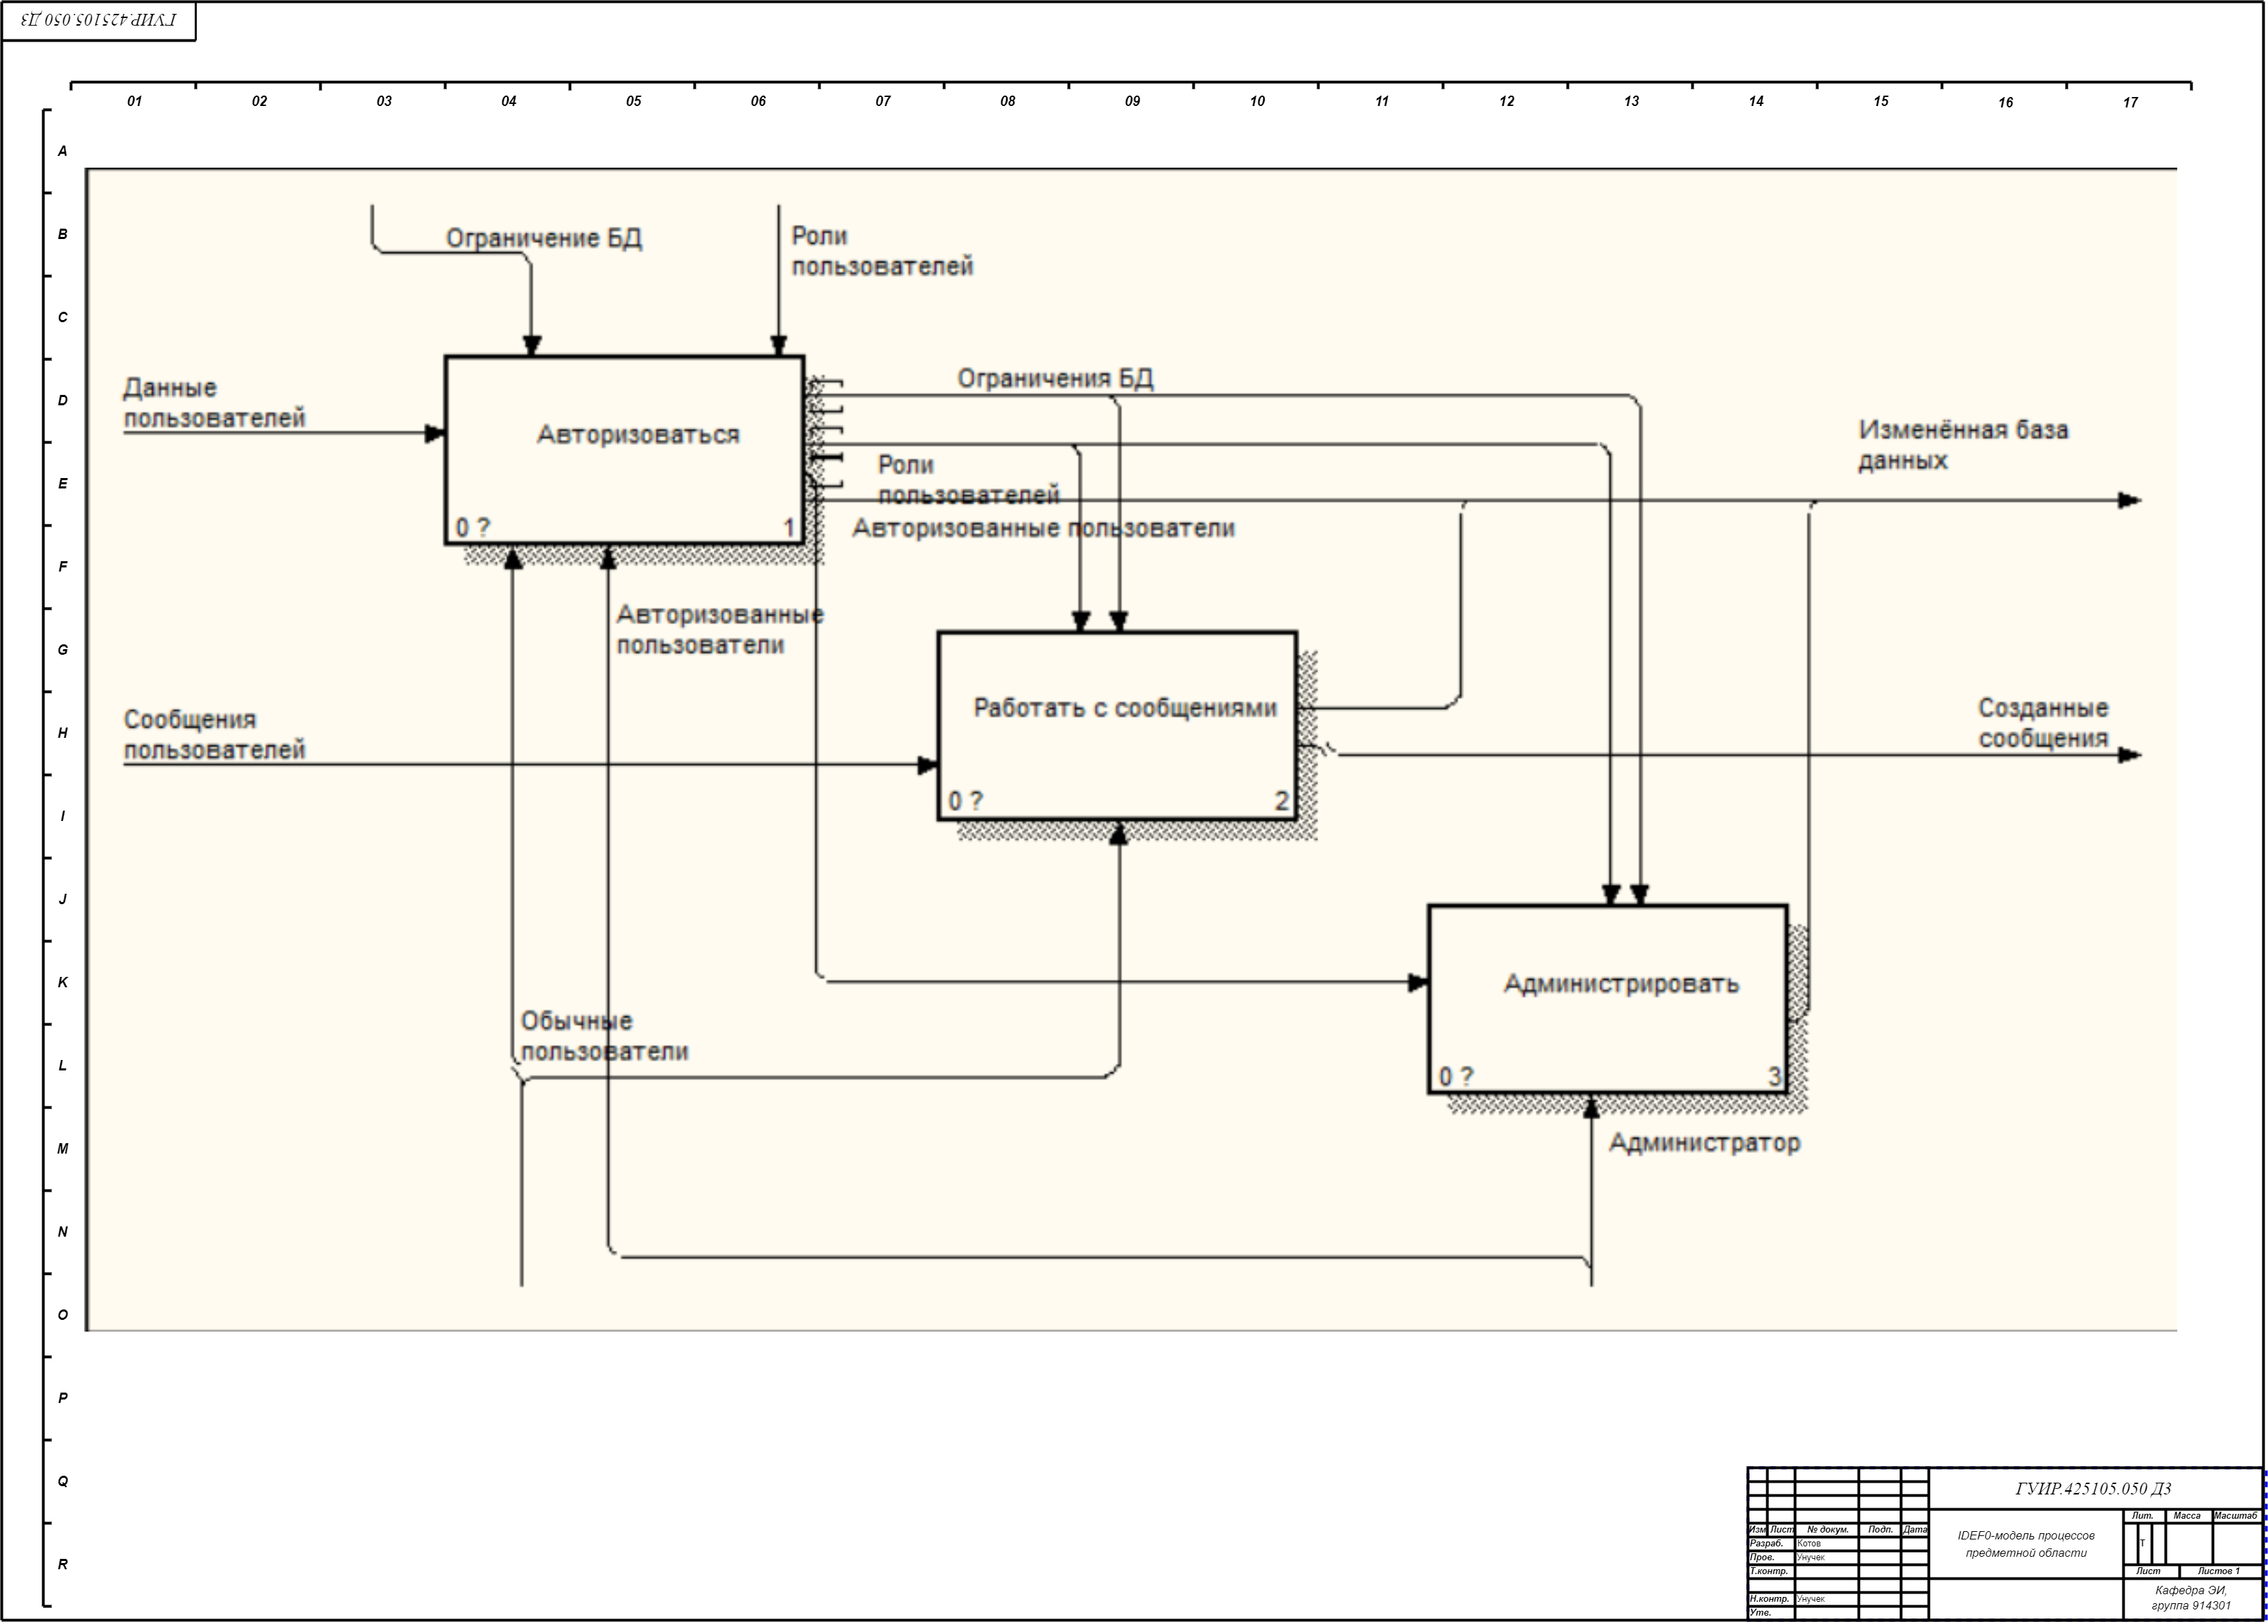 ГУИР.425105.050 Д3
01 02 03 04 05 06 07 08 09 10 11 12 13 14 15 16 17
A
B
C
D
E
F
G
H
I
J
K
L
M
N
O
P
Q
R
Ограничение БД
Роли
пользователей
Данные
пользователей
Авторизоваться
0 ?
1
Ограничения БД
Роли
пользователей
Авторизованные пользователи
Изменённая база
данных
Авторизованные
пользователи
Сообщения
пользователей
Работать с сообщениями
0 ?
2
Созданные
сообщения
Администрировать
0 ?
3
Обычные
пользователи
Администратор
ГУИР.425105.050 Д3
Изм Лист № докум. Подп. Дата
Разраб. Котов
Пров. Унучек
Т.контр.
Н.контр. Унучек
Утв.
IDEF0-модель процессов
предметной области
Лит. Масса Масштаб
Т
Лист Листов 1
Кафедра ЭИ,
группа 914301